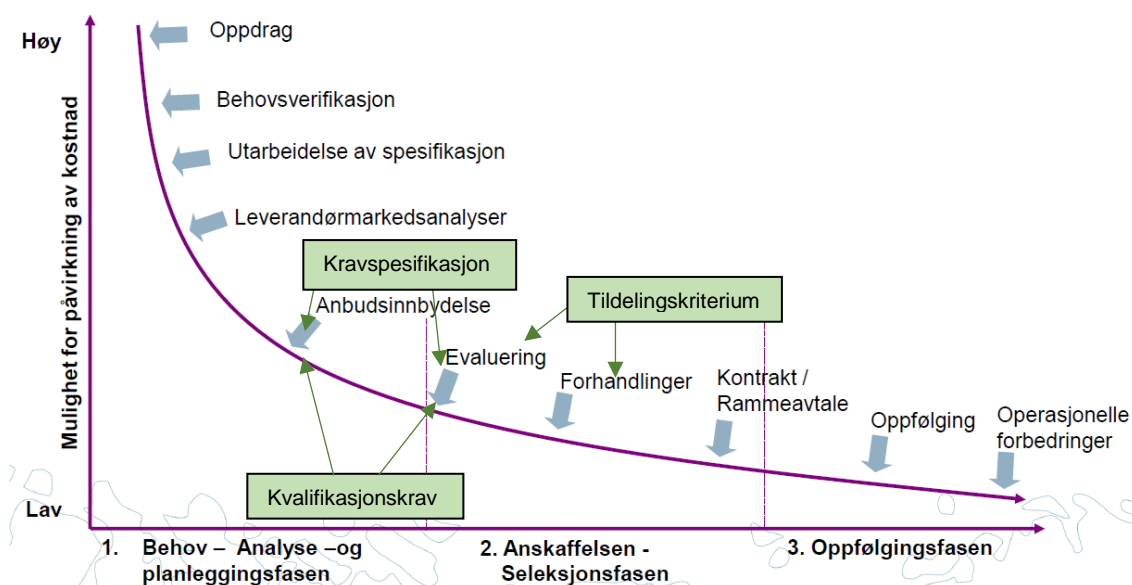 Høy
Oppdrag
Behovsverifikasjon
Utarbeidelse av spesifikasjon
Leverandørmarkedsanalyser
Kravspesifikasjon
Tildelingskriterium
Anbudsinnbydelse
Evaluering
Forhandlinger
Kontrakt /
Rammeavtale
Oppfølging
Operasjonelle
forbedringer
Kvalifikasjonskrav
Mulighet for påvirkning av kostnad
Lav
1. Behov – Analyse –og
planleggingsfasen
2. Anskaffelsen -
Seleksjonsfasen
3. Oppfølgingsfasen